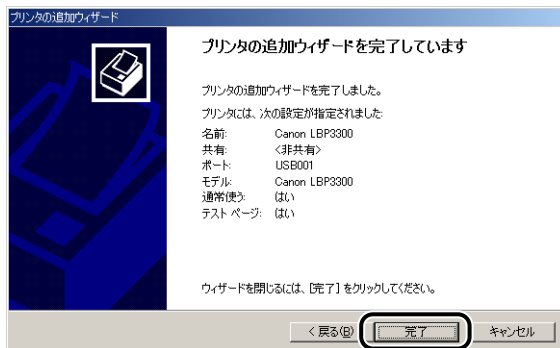 プリンタの追加ウィザード
プリンタの追加ウィザードを完了しています
プリンタの追加ウィザードを完了しました。
プリンタには、次の設定が指定されました:
名前: Canon LBP3300
共有: <非共有>
ポート: USB001
モデル: Canon LBP3300
通常使う: はい
テスト ページ: はい
ウィザードを閉じるには、[完了] をクリックしてください。
< 戻る(B) 完了 キャンセル